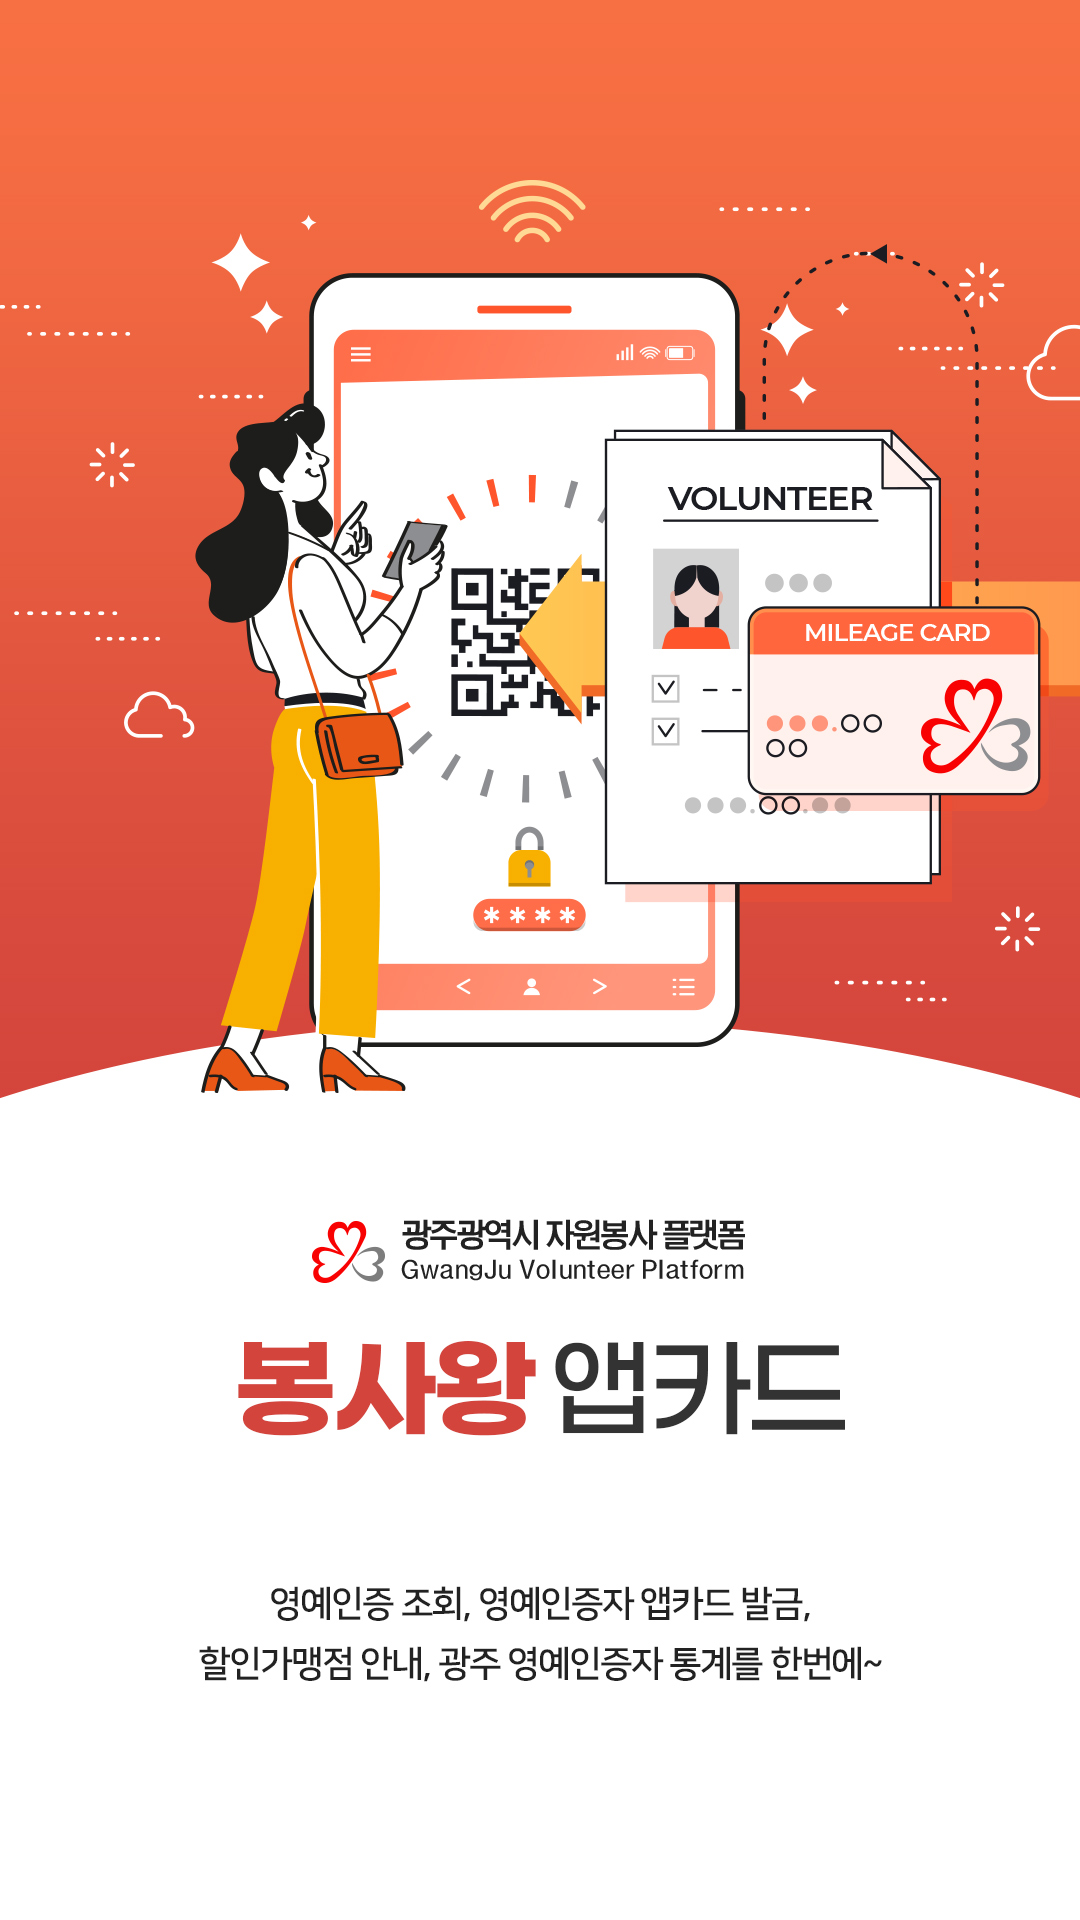 VOLUNTEER
MILEAGE CARD
****
광주광역시 자원봉사 플랫폼
GwangJu Volunteer Platform
봉사왕 앱카드
영예인증 조회, 영예인증자 앱카드 발금,
할인가맹점 안내, 광주 영예인증자 통계를 한번에~